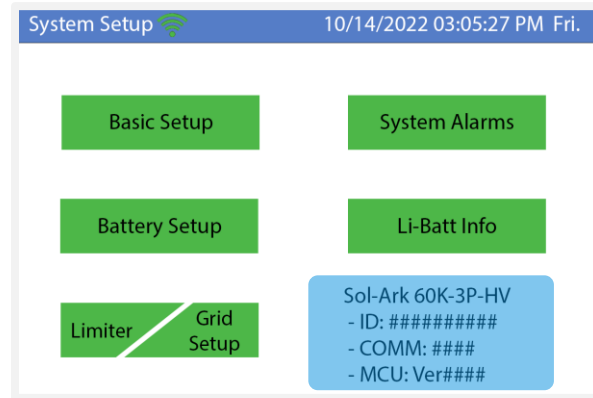 System Setup 10/14/2022 03:05:27 PM Fri.
Basic Setup
System Alarms
Battery Setup
Li-Batt Info
Limiter
Grid
Setup
Sol-Ark 60K-3P-HV
- ID: ##########
- COMM: ####
- MCU: Ver####